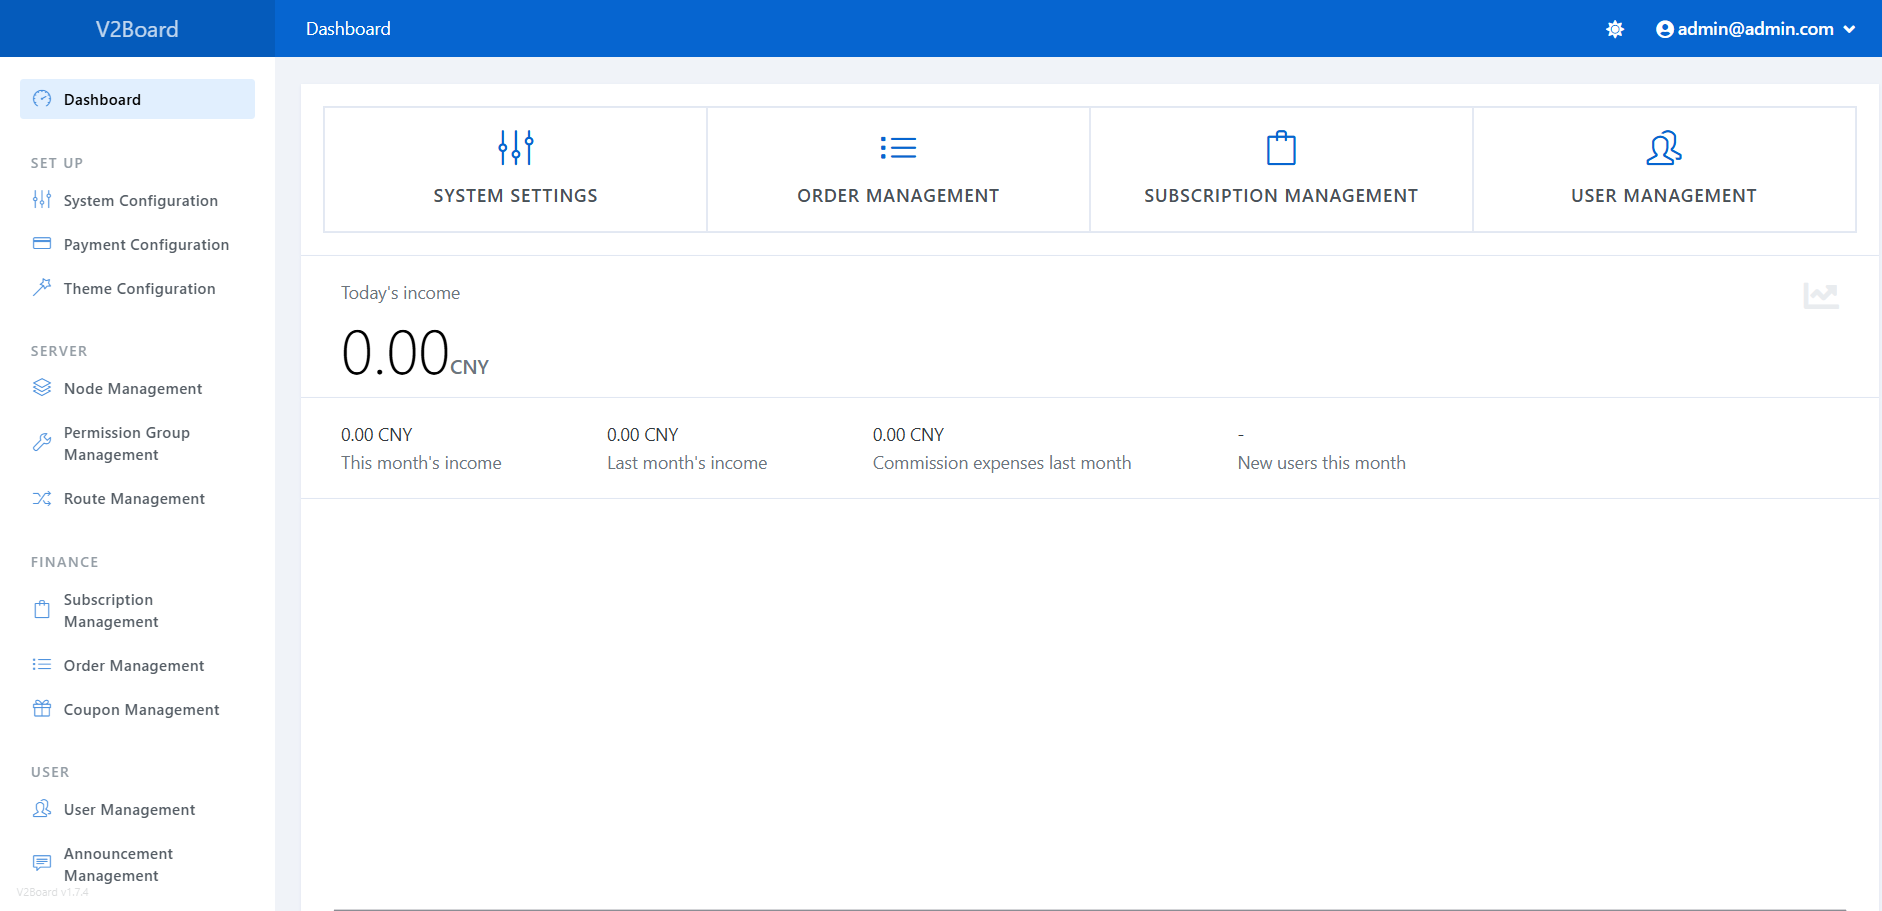 V2Board
Dashboard
admin@admin.com
Dashboard
SET UP
System Configuration
Payment Configuration
Theme Configuration
SERVER
Node Management
Permission Group
Management
Route Management
FINANCE
Subscription
Management
Order Management
Coupon Management
USER
User Management
Announcement
Management
V2Board v1.7.4
SYSTEM SETTINGS
ORDER MANAGEMENT
SUBSCRIPTION MANAGEMENT
USER MANAGEMENT
Today's income
0.00 CNY
0.00 CNY
This month's income
0.00 CNY
Last month's income
0.00 CNY
Commission expenses last month
-
New users this month